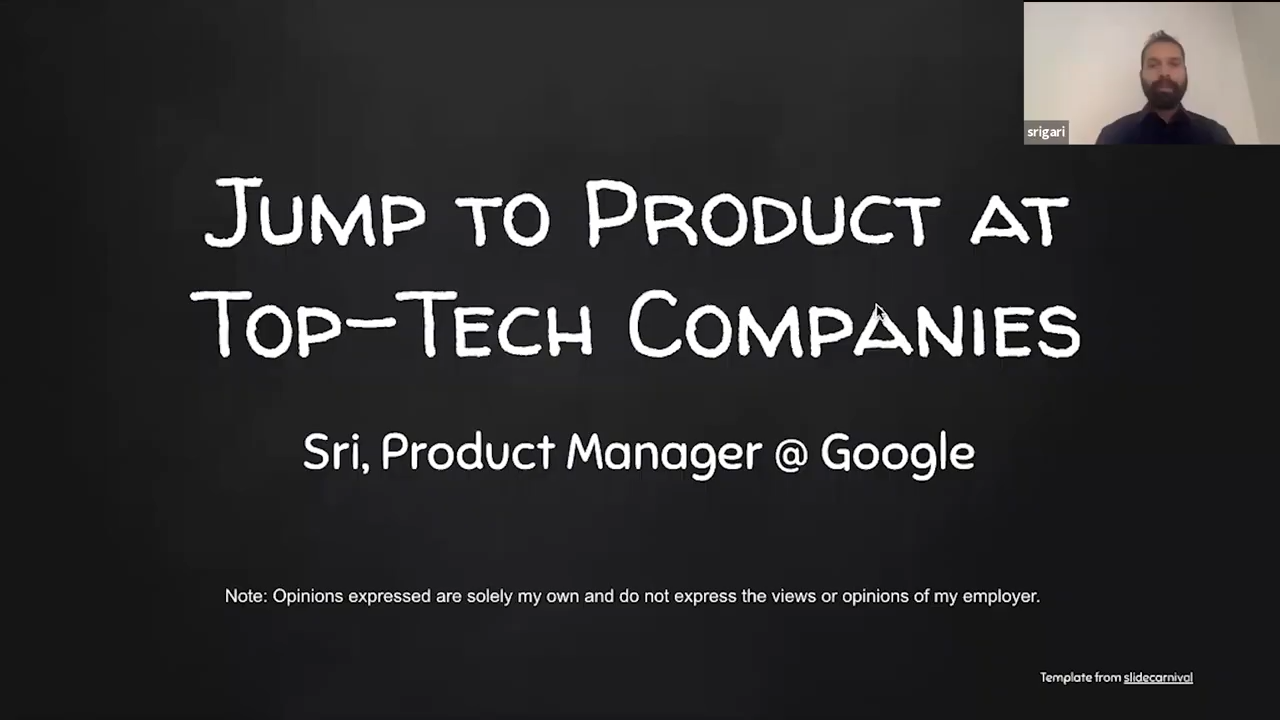 srigari
Jump to Product at
Top-Tech Companies
Sri, Product Manager @ Google
Note: Opinions expressed are solely my own and do not express the views or opinions of my employer.
Template from slidecarnival